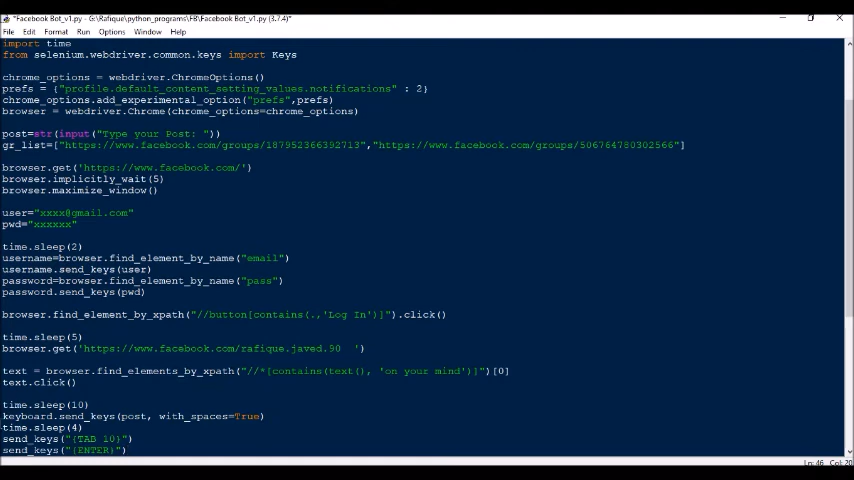 *Facebook Bot_v1.py - G:\Rafique\python_programs\FB\Facebook Bot_v1.py (3.7.4)*
File Edit Format Run Options Window Help
import time
from selenium.webdriver.common.keys import Keys
chrome_options = webdriver.ChromeOptions()
prefs = {"profile.default_content_setting_values.notifications" : 2}
chrome_options.add_experimental_option("prefs",prefs)
browser = webdriver.Chrome(chrome_options=chrome_options)
post=str(input("Type your Post: "))
gr_list=["https://www.facebook.com/groups/187952366392713","https://www.facebook.com/groups/506764780302566"]
browser.get('https://www.facebook.com/')
browser.implicitly_wait(5)
browser.maximize_window()
user="xxxx@gmail.com"
pwd="xxxxxx"
time.sleep(2)
username=browser.find_element_by_name("email")
username.send_keys(user)
password=browser.find_element_by_name("pass")
password.send_keys(pwd)
browser.find_element_by_xpath("//button[contains(.,'Log In')]").click()
time.sleep(5)
browser.get('https://www.facebook.com/rafique.javed.90  ')
text = browser.find_elements_by_xpath("//*[contains(text(), 'on your mind')]")[0]
text.click()
time.sleep(10)
keyboard.send_keys(post, with_spaces=True)
time.sleep(4)
send_keys("{TAB 10}")
send_keys("{ENTER}")
Ln: 46 Col: 20